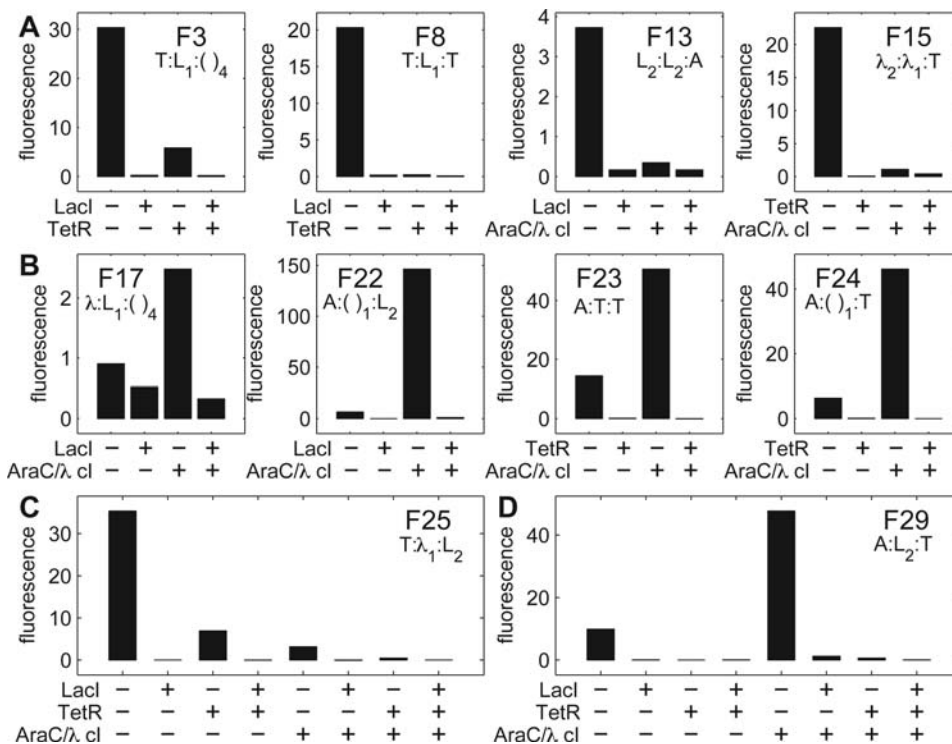 A
F3
T:L₁:( )₄
fluorescence
30
20
10
0
LacI − + − +
TetR − − + +
F8
T:L₁:T
fluorescence
20
15
10
5
0
LacI − + − +
TetR − − + +
F13
L₂:L₂:A
fluorescence
4
3
2
1
0
LacI − + − +
AraC/λ cI − − + +
F15
λ₂:λ₁:T
fluorescence
20
15
10
5
0
TetR − + − +
AraC/λ cI − − + +
B
F17
λ:L₁:( )₄
fluorescence
2
1
0
LacI − + − +
AraC/λ cI − − + +
F22
A:( )₁:L₂
fluorescence
150
100
50
0
LacI − + − +
AraC/λ cI − − + +
F23
A:T:T
fluorescence
40
20
0
TetR − + − +
AraC/λ cI − − + +
F24
A:( )₁:T
fluorescence
40
20
0
TetR − + − +
AraC/λ cI − − + +
C
F25
T:λ₁:L₂
fluorescence
30
20
10
0
LacI − + − + − + − +
TetR − − + + − − + +
AraC/λ cI − − − − + + + +
D
F29
A:L₂:T
fluorescence
40
20
0
LacI − + − + − + − +
TetR − − + + − − + +
AraC/λ cI − − − − + + + +